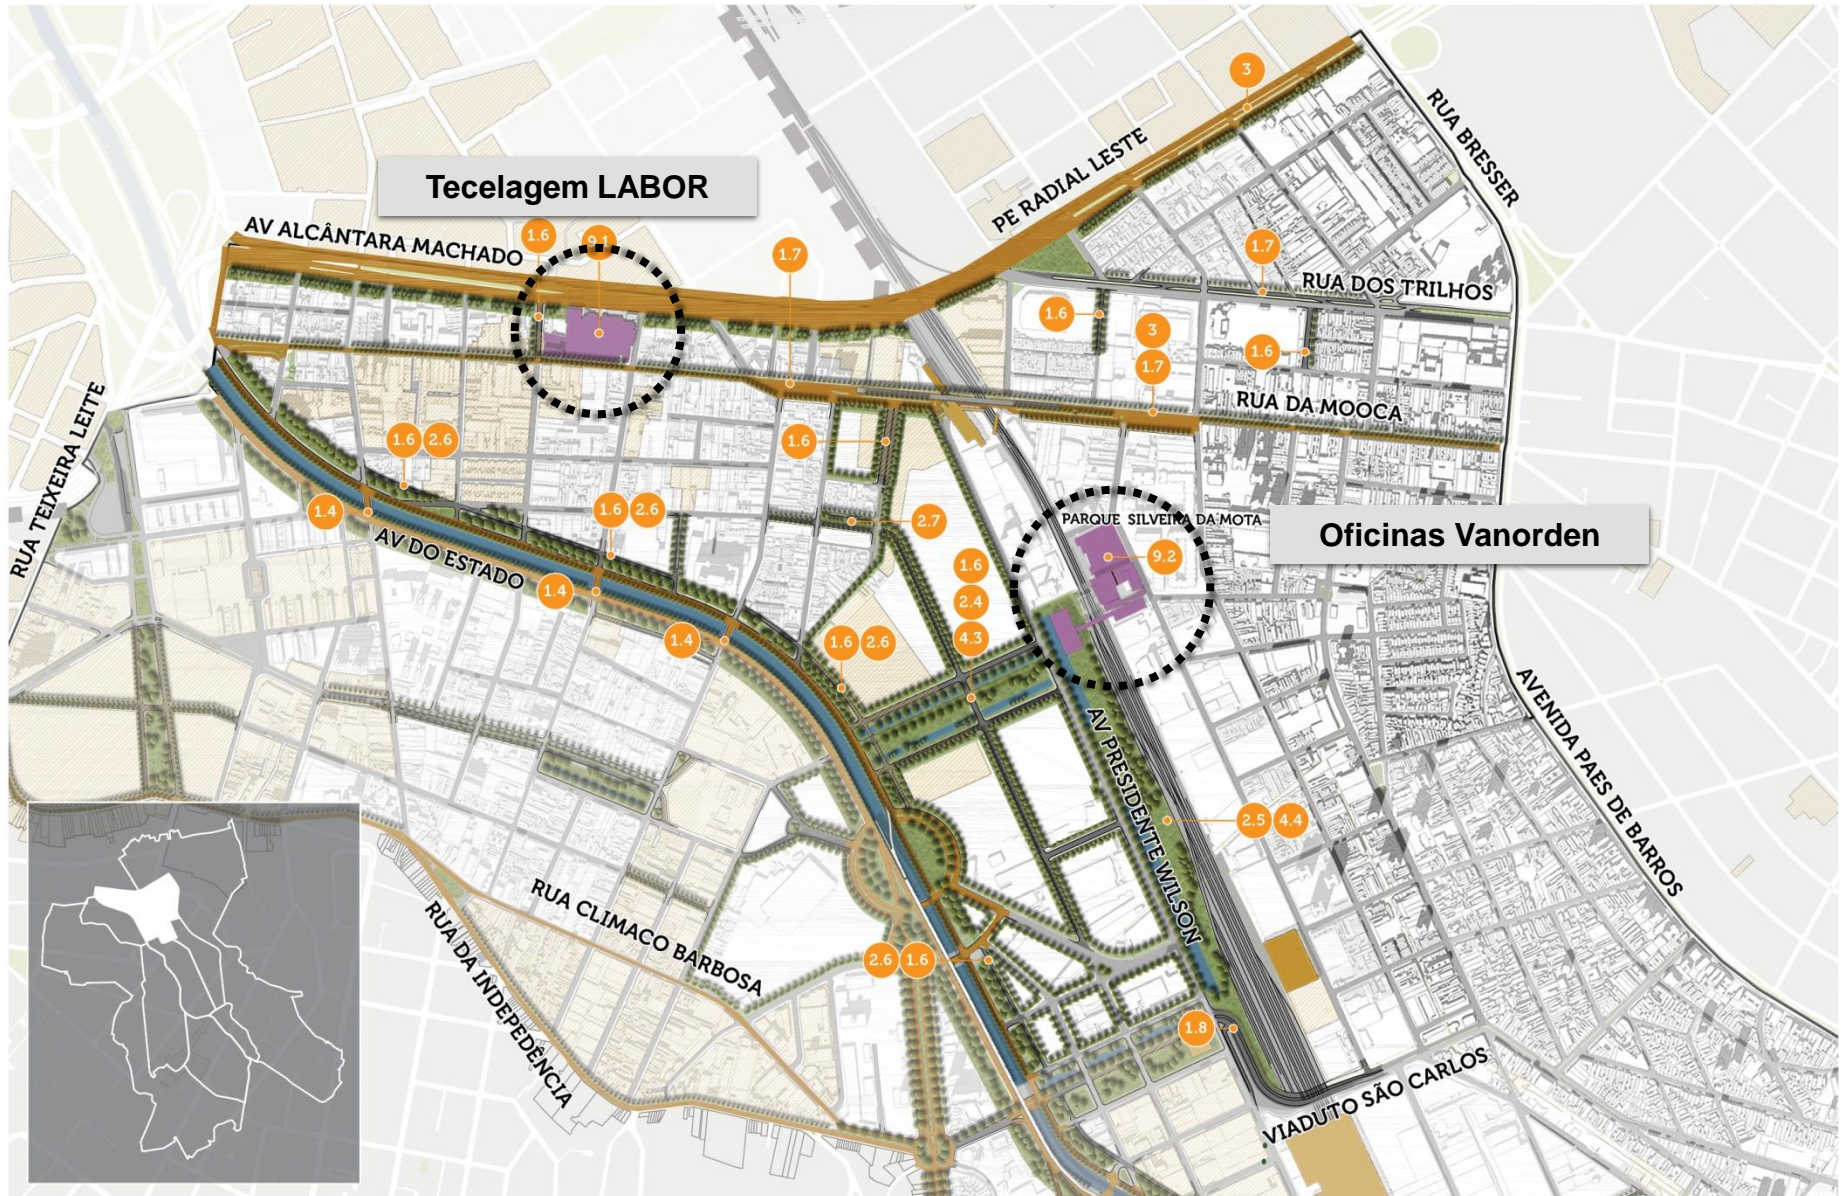 3
RUA BRESSER
PE RADIAL LESTE
Tecelagem LABOR
AV ALCÂNTARA MACHADO
1.6
9.1
1.7
1.7
RUA DOS TRILHOS
1.6
3
1.7
1.6
RUA DA MOOCA
RUA TEIXEIRA LEITE
1.6 2.6
1.6
1.4
1.6 2.6
2.7
PARQUE SILVEIRA DA MOTA
Oficinas Vanorden
9.2
AV DO ESTADO
1.4
1.6
2.4
4.3
1.4
1.6 2.6
AV PRESIDENTE WILSON
AVENIDA PAES DE BARROS
2.5 4.4
RUA CLIMACO BARBOSA
RUA DA INDEPEDÊNCIA
2.6 1.6
1.8
VIADUTO SÃO CARLOS